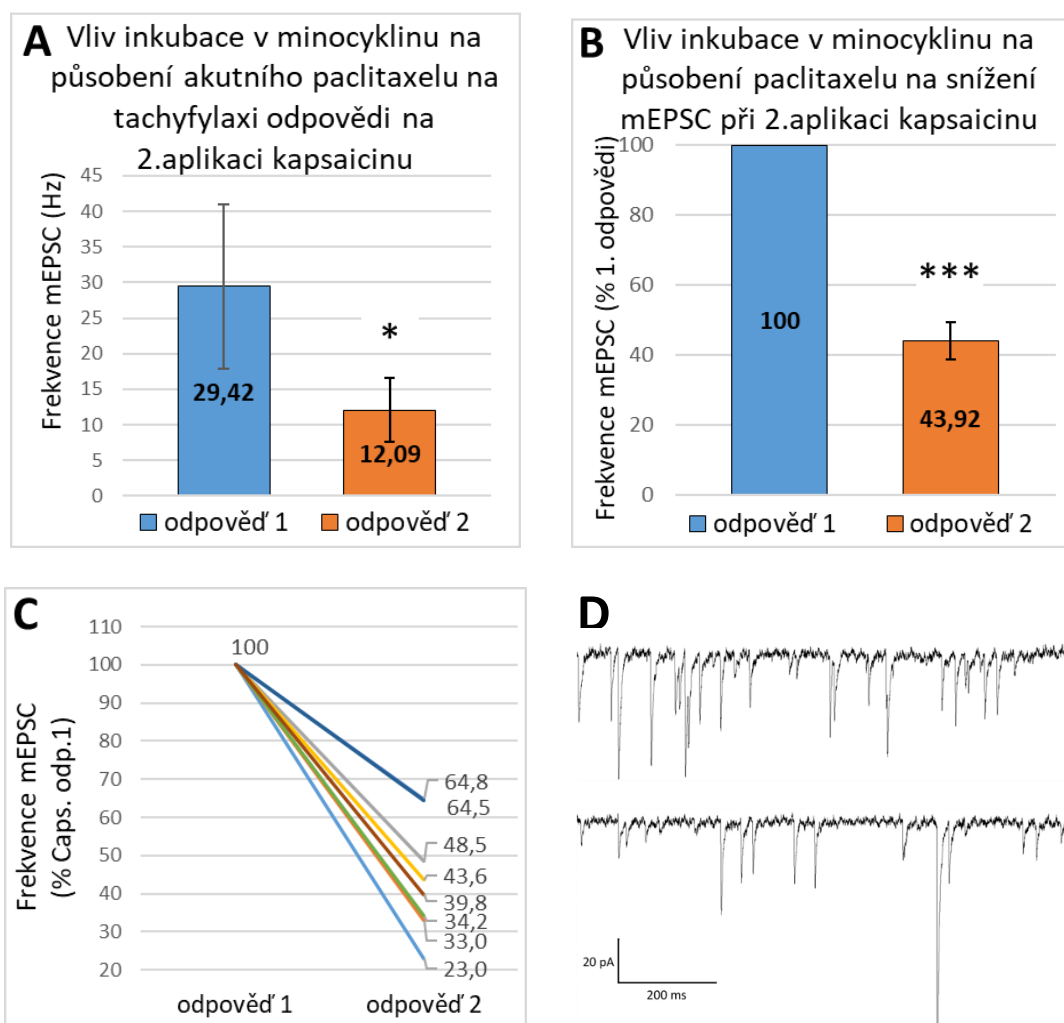 A
Vliv inkubace v minocyklinu na
působení akutního paclitaxelu na
tachyfylaxi odpovědi na
2.aplikaci kapsaicinu
Frekvence mEPSC (Hz)
45
40
35
30
25
20
15
10
5
0
29,42
*
12,09
odpověď 1
odpověď 2
B
Vliv inkubace v minocyklinu na
působení paclitaxelu na snížení
mEPSC při 2.aplikaci kapsaicinu
Frekvence mEPSC (% 1. odpovědi)
100
80
60
40
20
0
100
***
43,92
odpověď 1
odpověď 2
C
Frekvence mEPSC
(% Caps. odp.1)
110
100
90
80
70
60
50
40
30
20
100
64,8
64,5
48,5
43,6
39,8
34,2
33,0
23,0
odpověď 1
odpověď 2
D
20 pA
200 ms